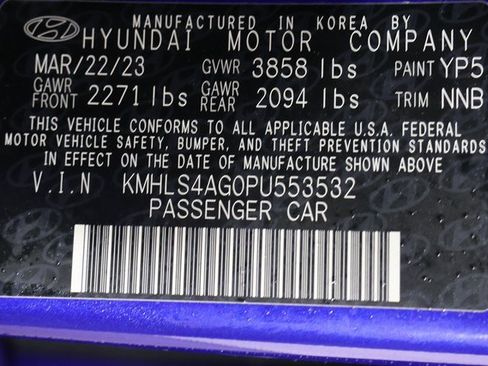 MANUFACTURED IN KOREA BY
HYUNDAI MOTOR COMPANY
MAR/22/23 GVWR 3858 lbs PAINT YP5
GAWR FRONT 2271 lbs GAWR REAR 2094 lbs TRIM NNB
THIS VEHICLE CONFORMS TO ALL APPLICABLE U.S.A. FEDERAL
MOTOR VEHICLE SAFETY, BUMPER, AND THEFT PREVENTION STANDARDS
IN EFFECT ON THE DATE OF MANUFACTURE SHOWN ABOVE
V.I.N KMHLS4AG0PU553532
PASSENGER CAR